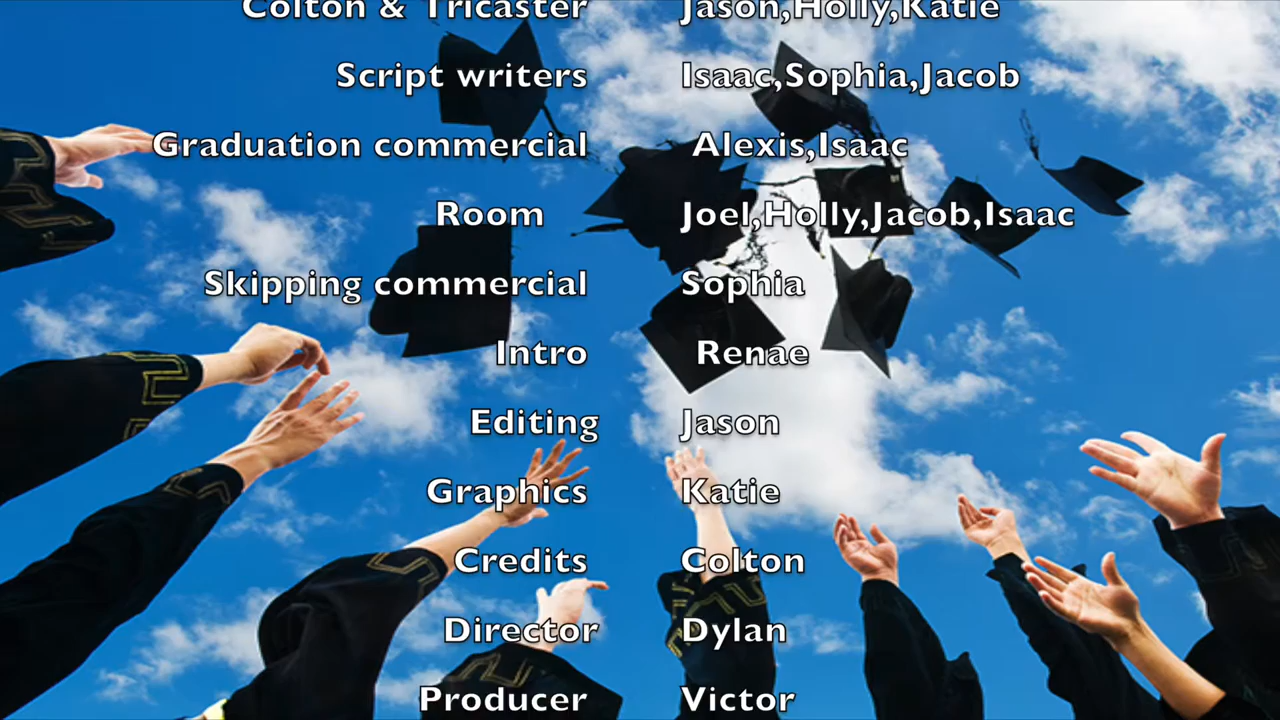 Colton & Tricaster Jason,Holly,Katie
Script writers Isaac,Sophia,Jacob
Graduation commercial Alexis,Isaac
Room Joel,Holly,Jacob,Isaac
Skipping commercial Sophia
Intro Renae
Editing Jason
Graphics Katie
Credits Colton
Director Dylan
Producer Victor